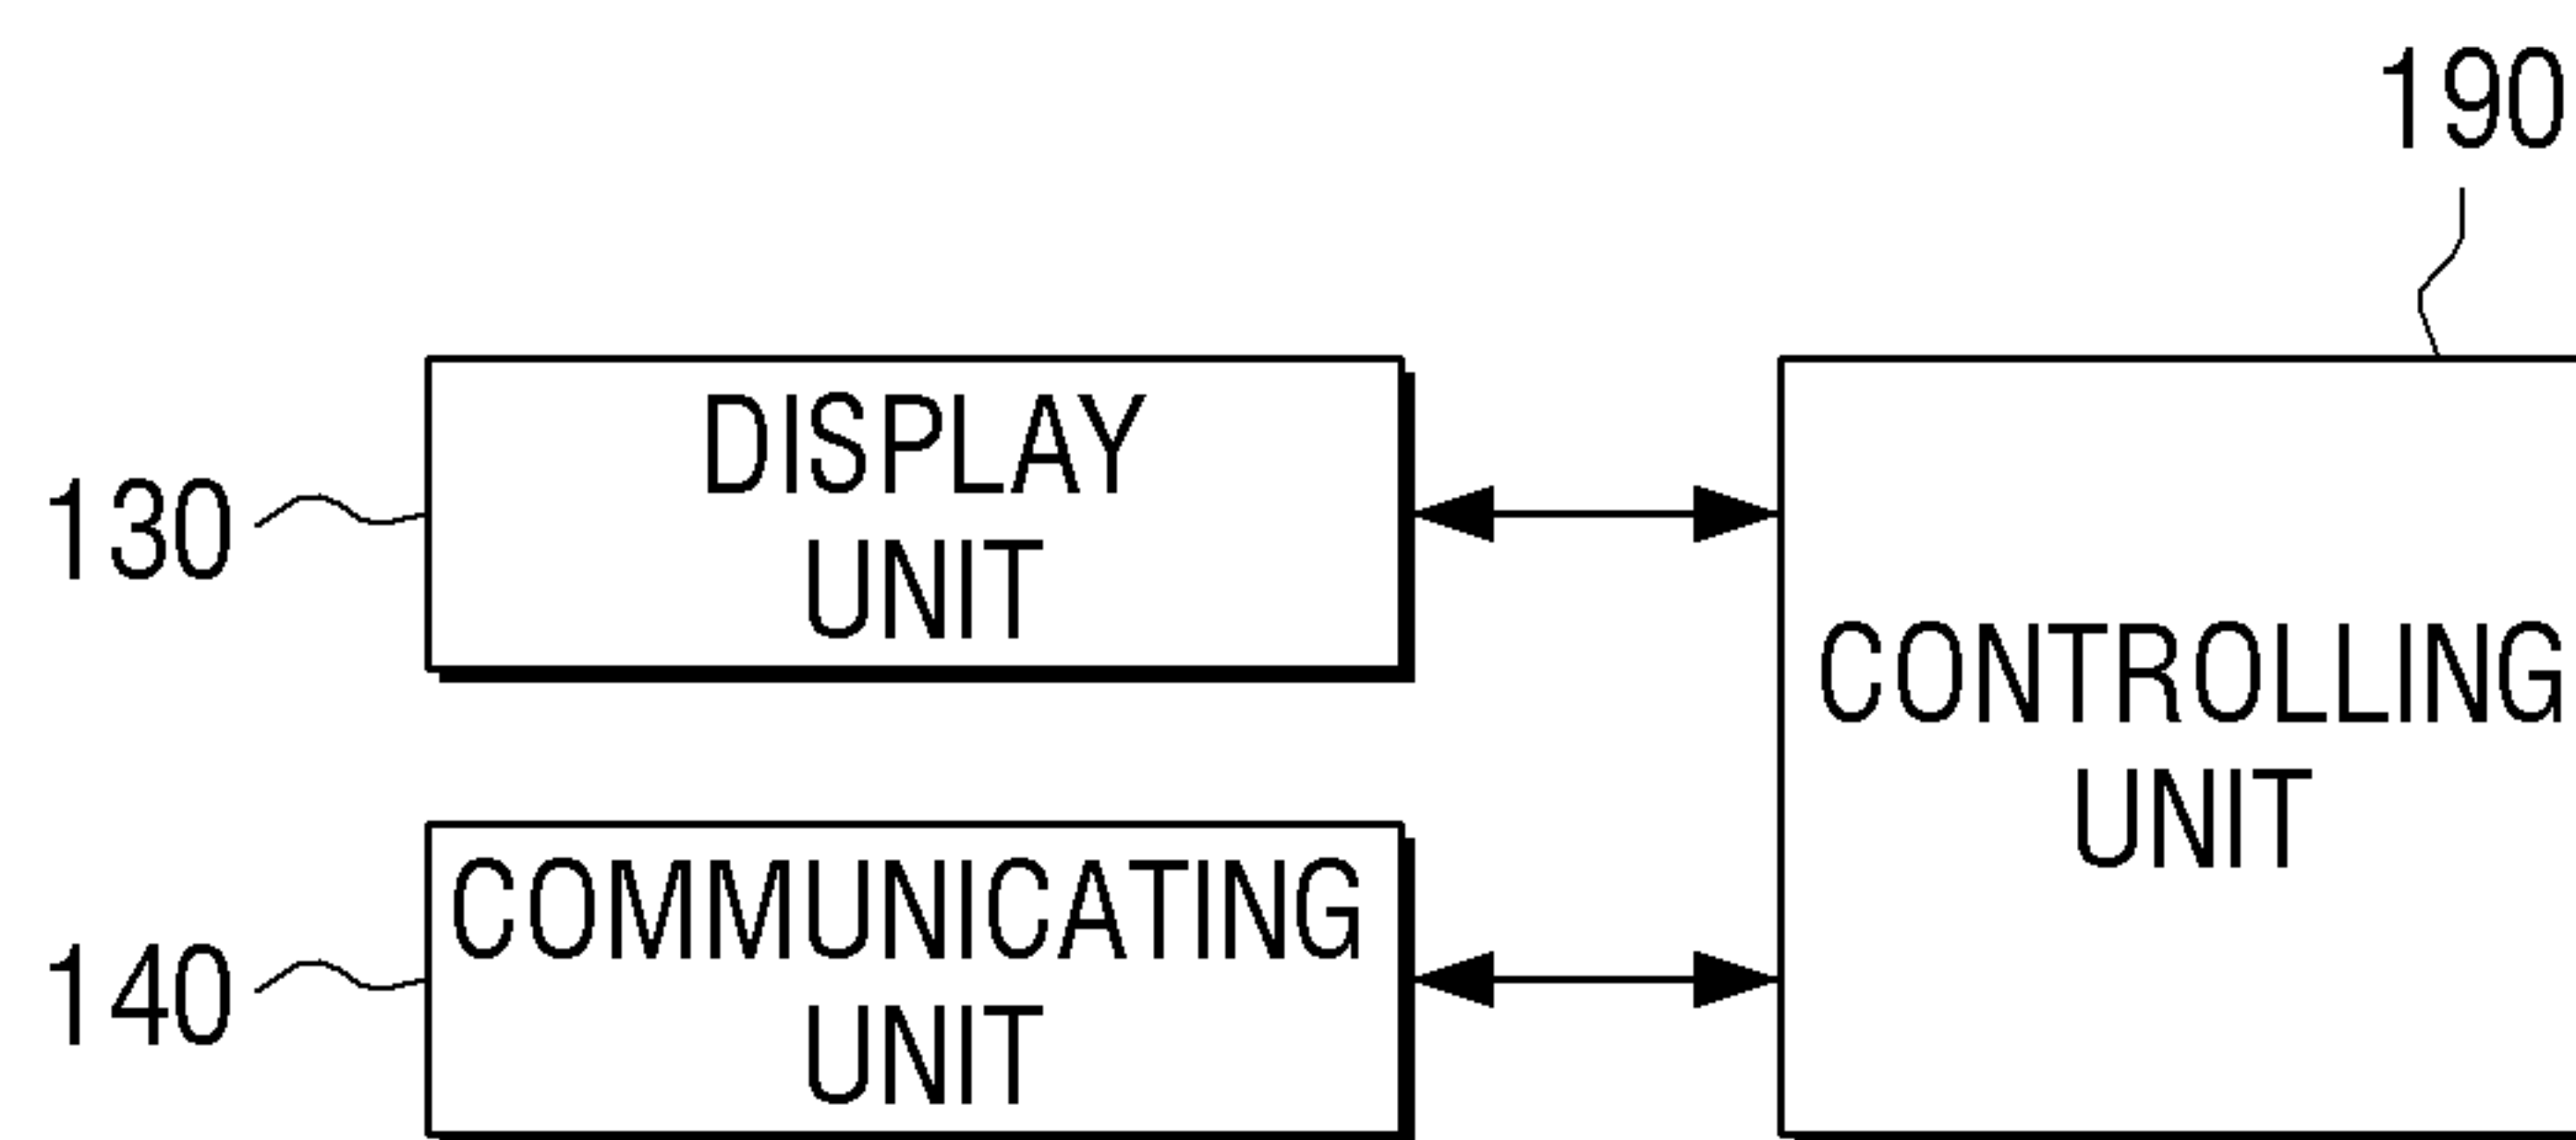 190
130
DISPLAY
UNIT
CONTROLLING
UNIT
140
COMMUNICATING
UNIT